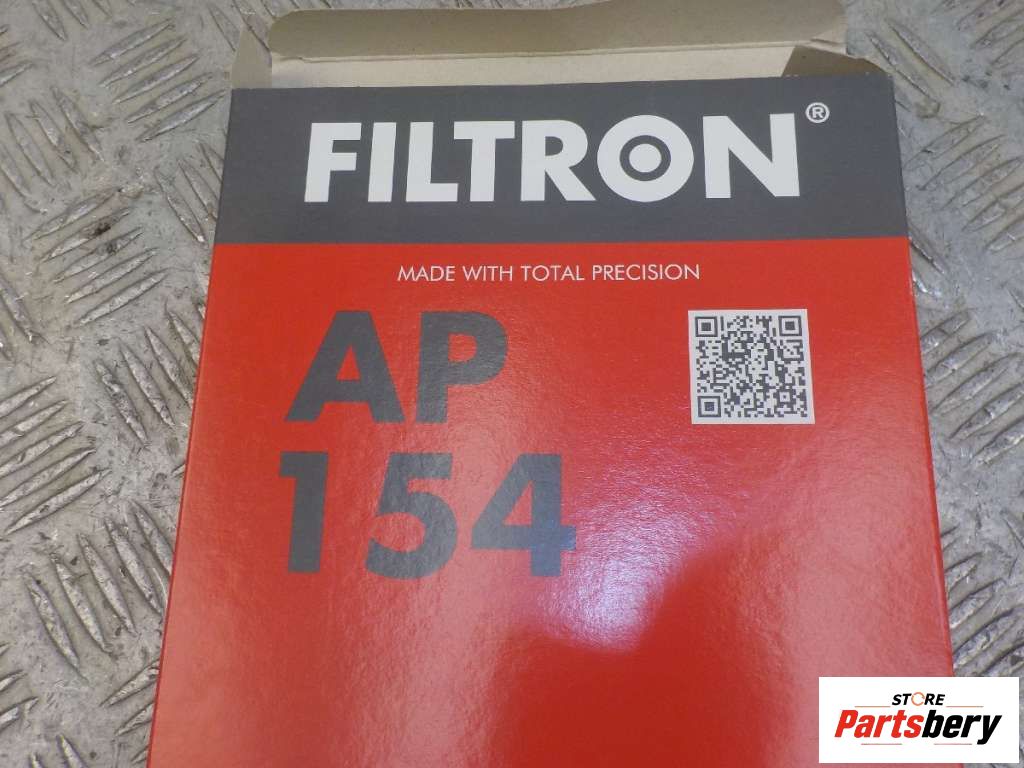 FILTRON®
MADE WITH TOTAL PRECISION
AP
154
STORE
Partsbery